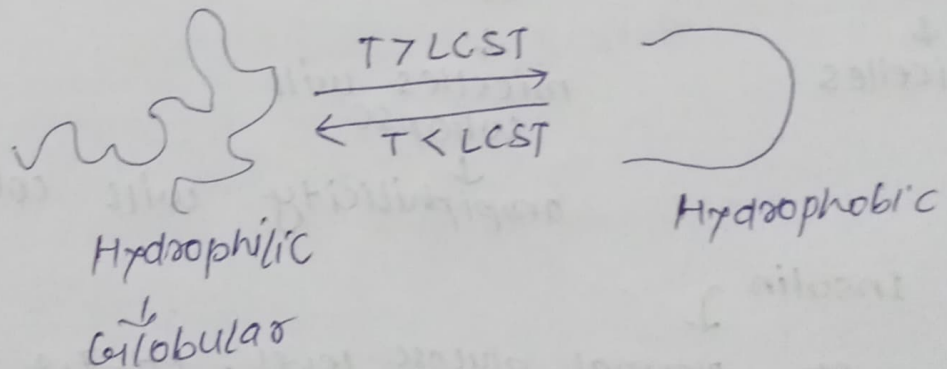 T > LCST
T < LCST
Hydrophilic
Hydrophobic
↓
Globular